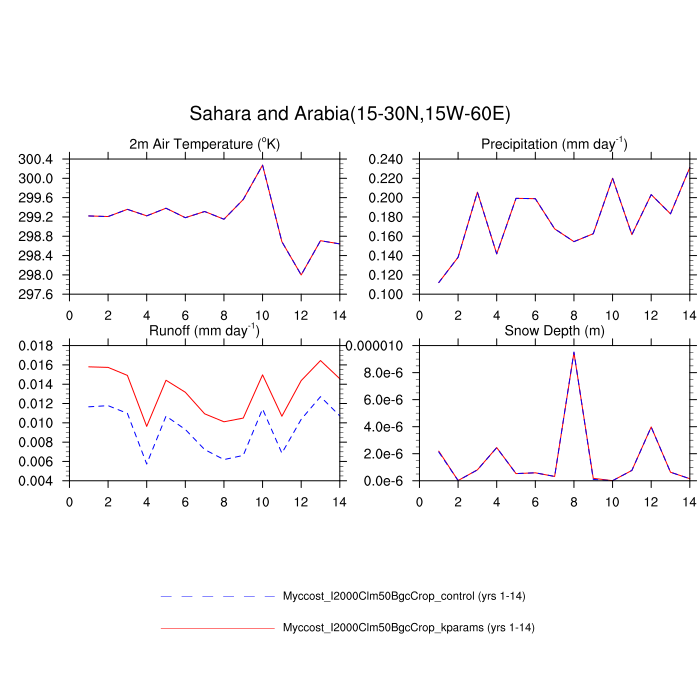 Sahara and Arabia(15-30N,15W-60E)
2m Air Temperature (oK)
300.4
300.0
299.6
299.2
298.8
298.4
298.0
297.6
0 2 4 6 8 10 12 14
Precipitation (mm day-1)
0.240
0.220
0.200
0.180
0.160
0.140
0.120
0.100
0 2 4 6 8 10 12 14
Runoff (mm day-1)
0.018
0.016
0.014
0.012
0.010
0.008
0.006
0.004
0 2 4 6 8 10 12 14
Snow Depth (m)
0.000010
8.0e-6
6.0e-6
4.0e-6
2.0e-6
0.0e-6
0 2 4 6 8 10 12 14
Myccost_I2000Clm50BgcCrop_control (yrs 1-14)
Myccost_I2000Clm50BgcCrop_kparams (yrs 1-14)